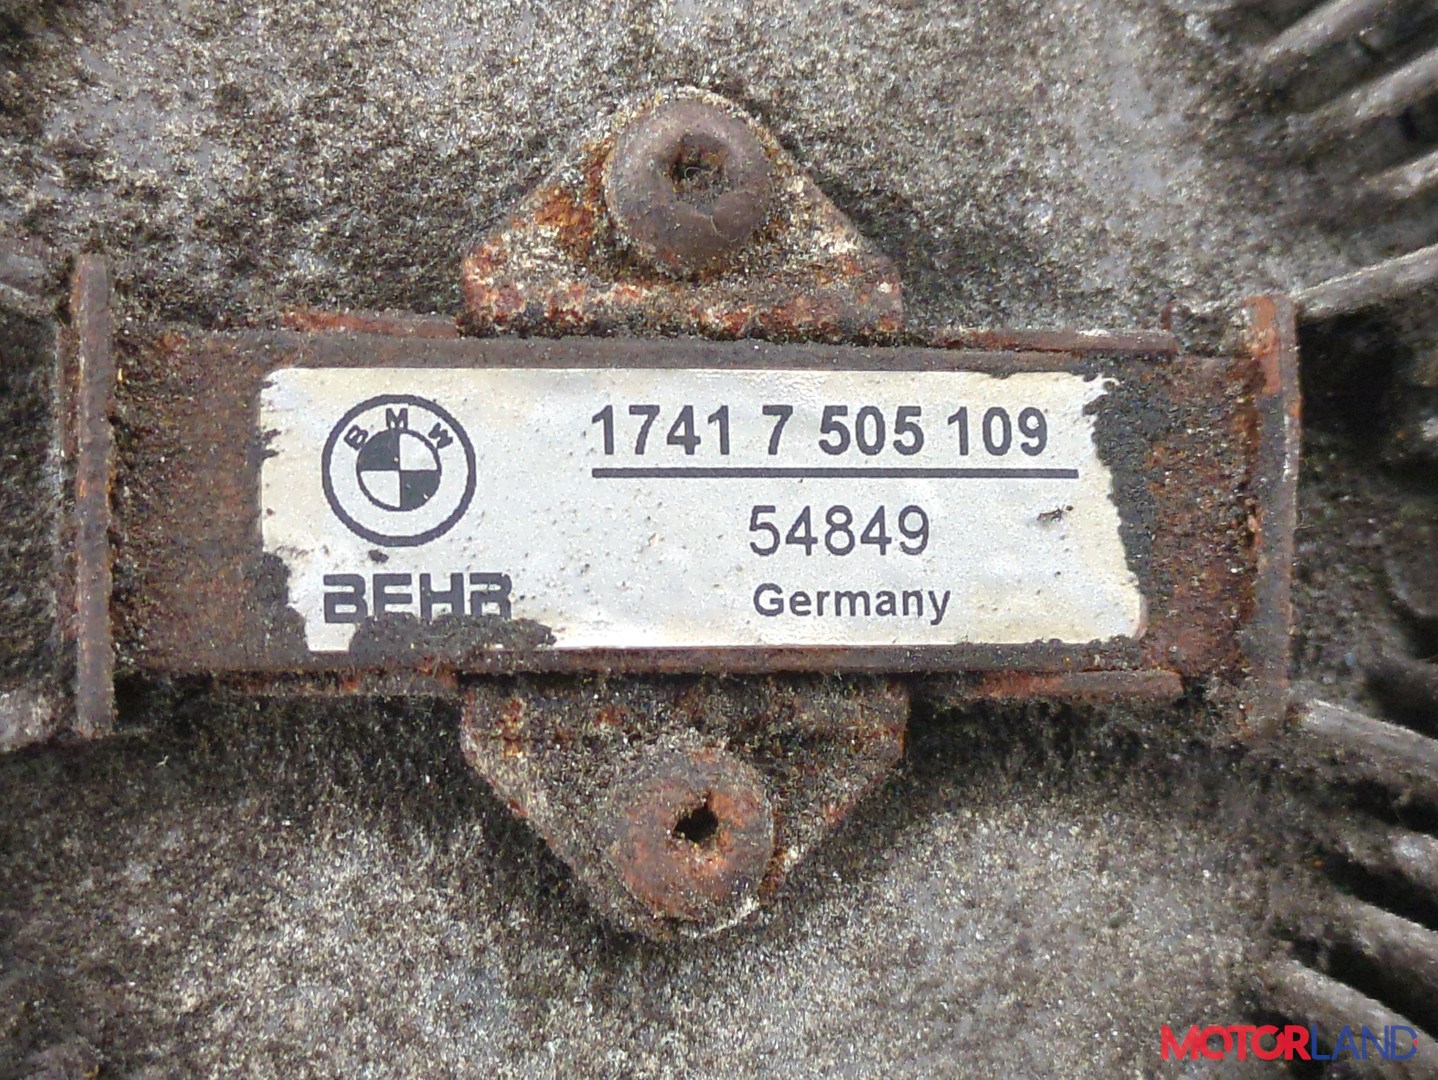 BMW
1741 7 505 109
54849
BEHR
Germany
MOTORLAND